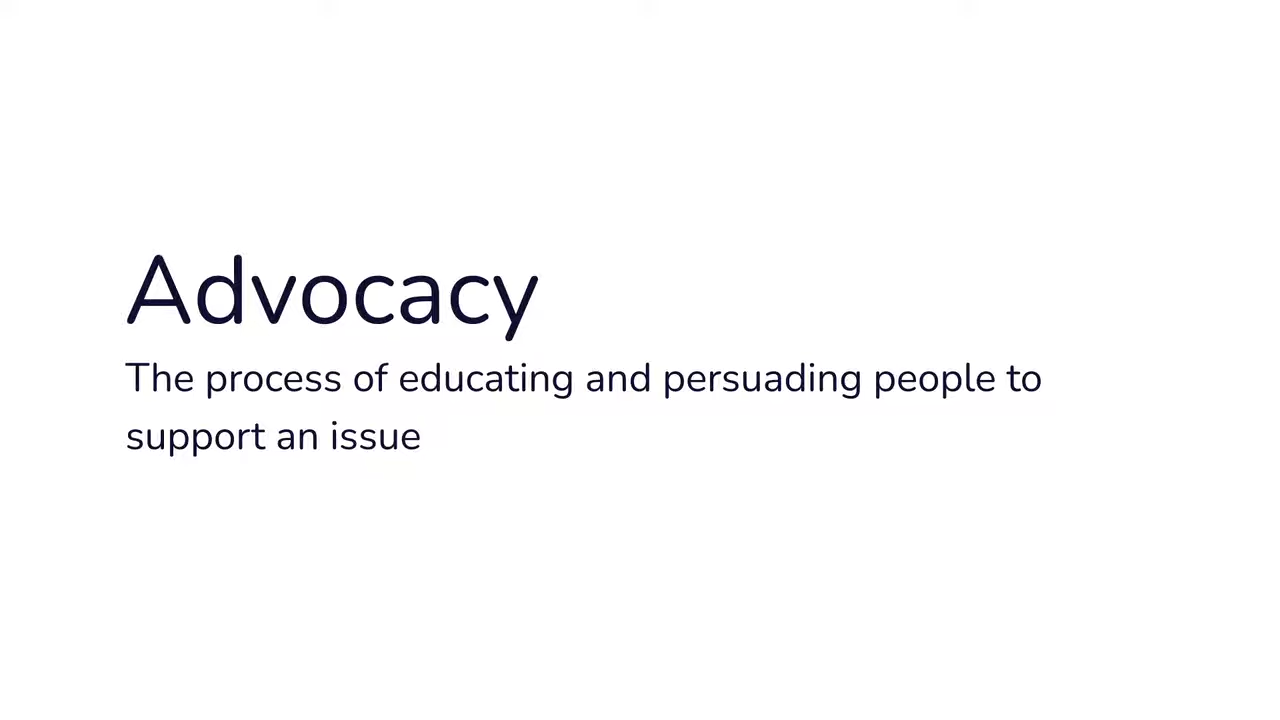 Advocacy
The process of educating and persuading people to
support an issue